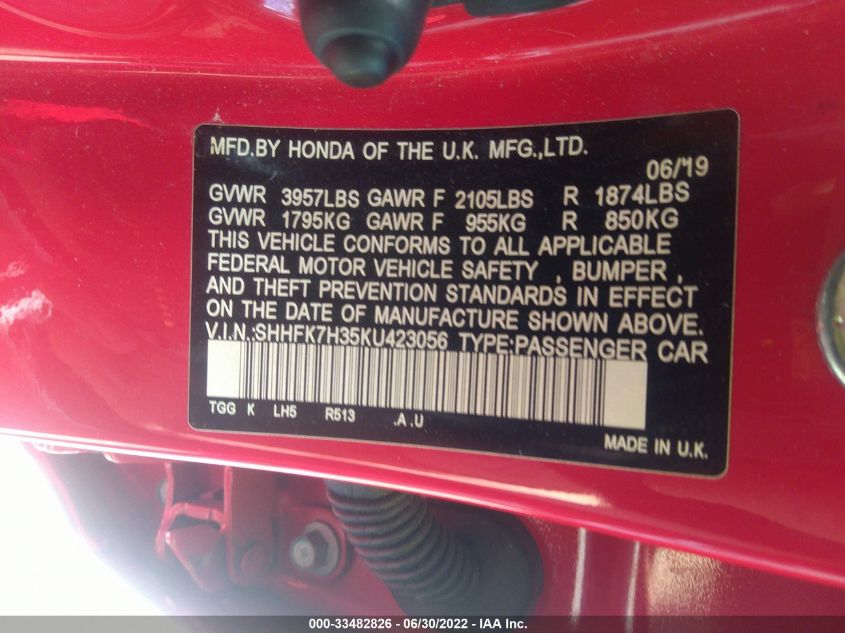 MFD.BY HONDA OF THE U.K. MFG.,LTD.
06/'19
GVWR 3957LBS GAWR F 2105LBS R 1874LBS
GVWR 1795KG GAWR F 955KG R 850KG
THIS VEHICLE CONFORMS TO ALL APPLICABLE
FEDERAL MOTOR VEHICLE SAFETY , BUMPER ,
AND THEFT PREVENTION STANDARDS IN EFFECT
ON THE DATE OF MANUFACTURE SHOWN ABOVE.
V.I.N.:SHHFK7H35KU423056 TYPE:PASSENGER CAR
TGG K LH5 R513 .A .U
MADE IN U.K.
000-33482826 - 06/30/2022 - IAA Inc.